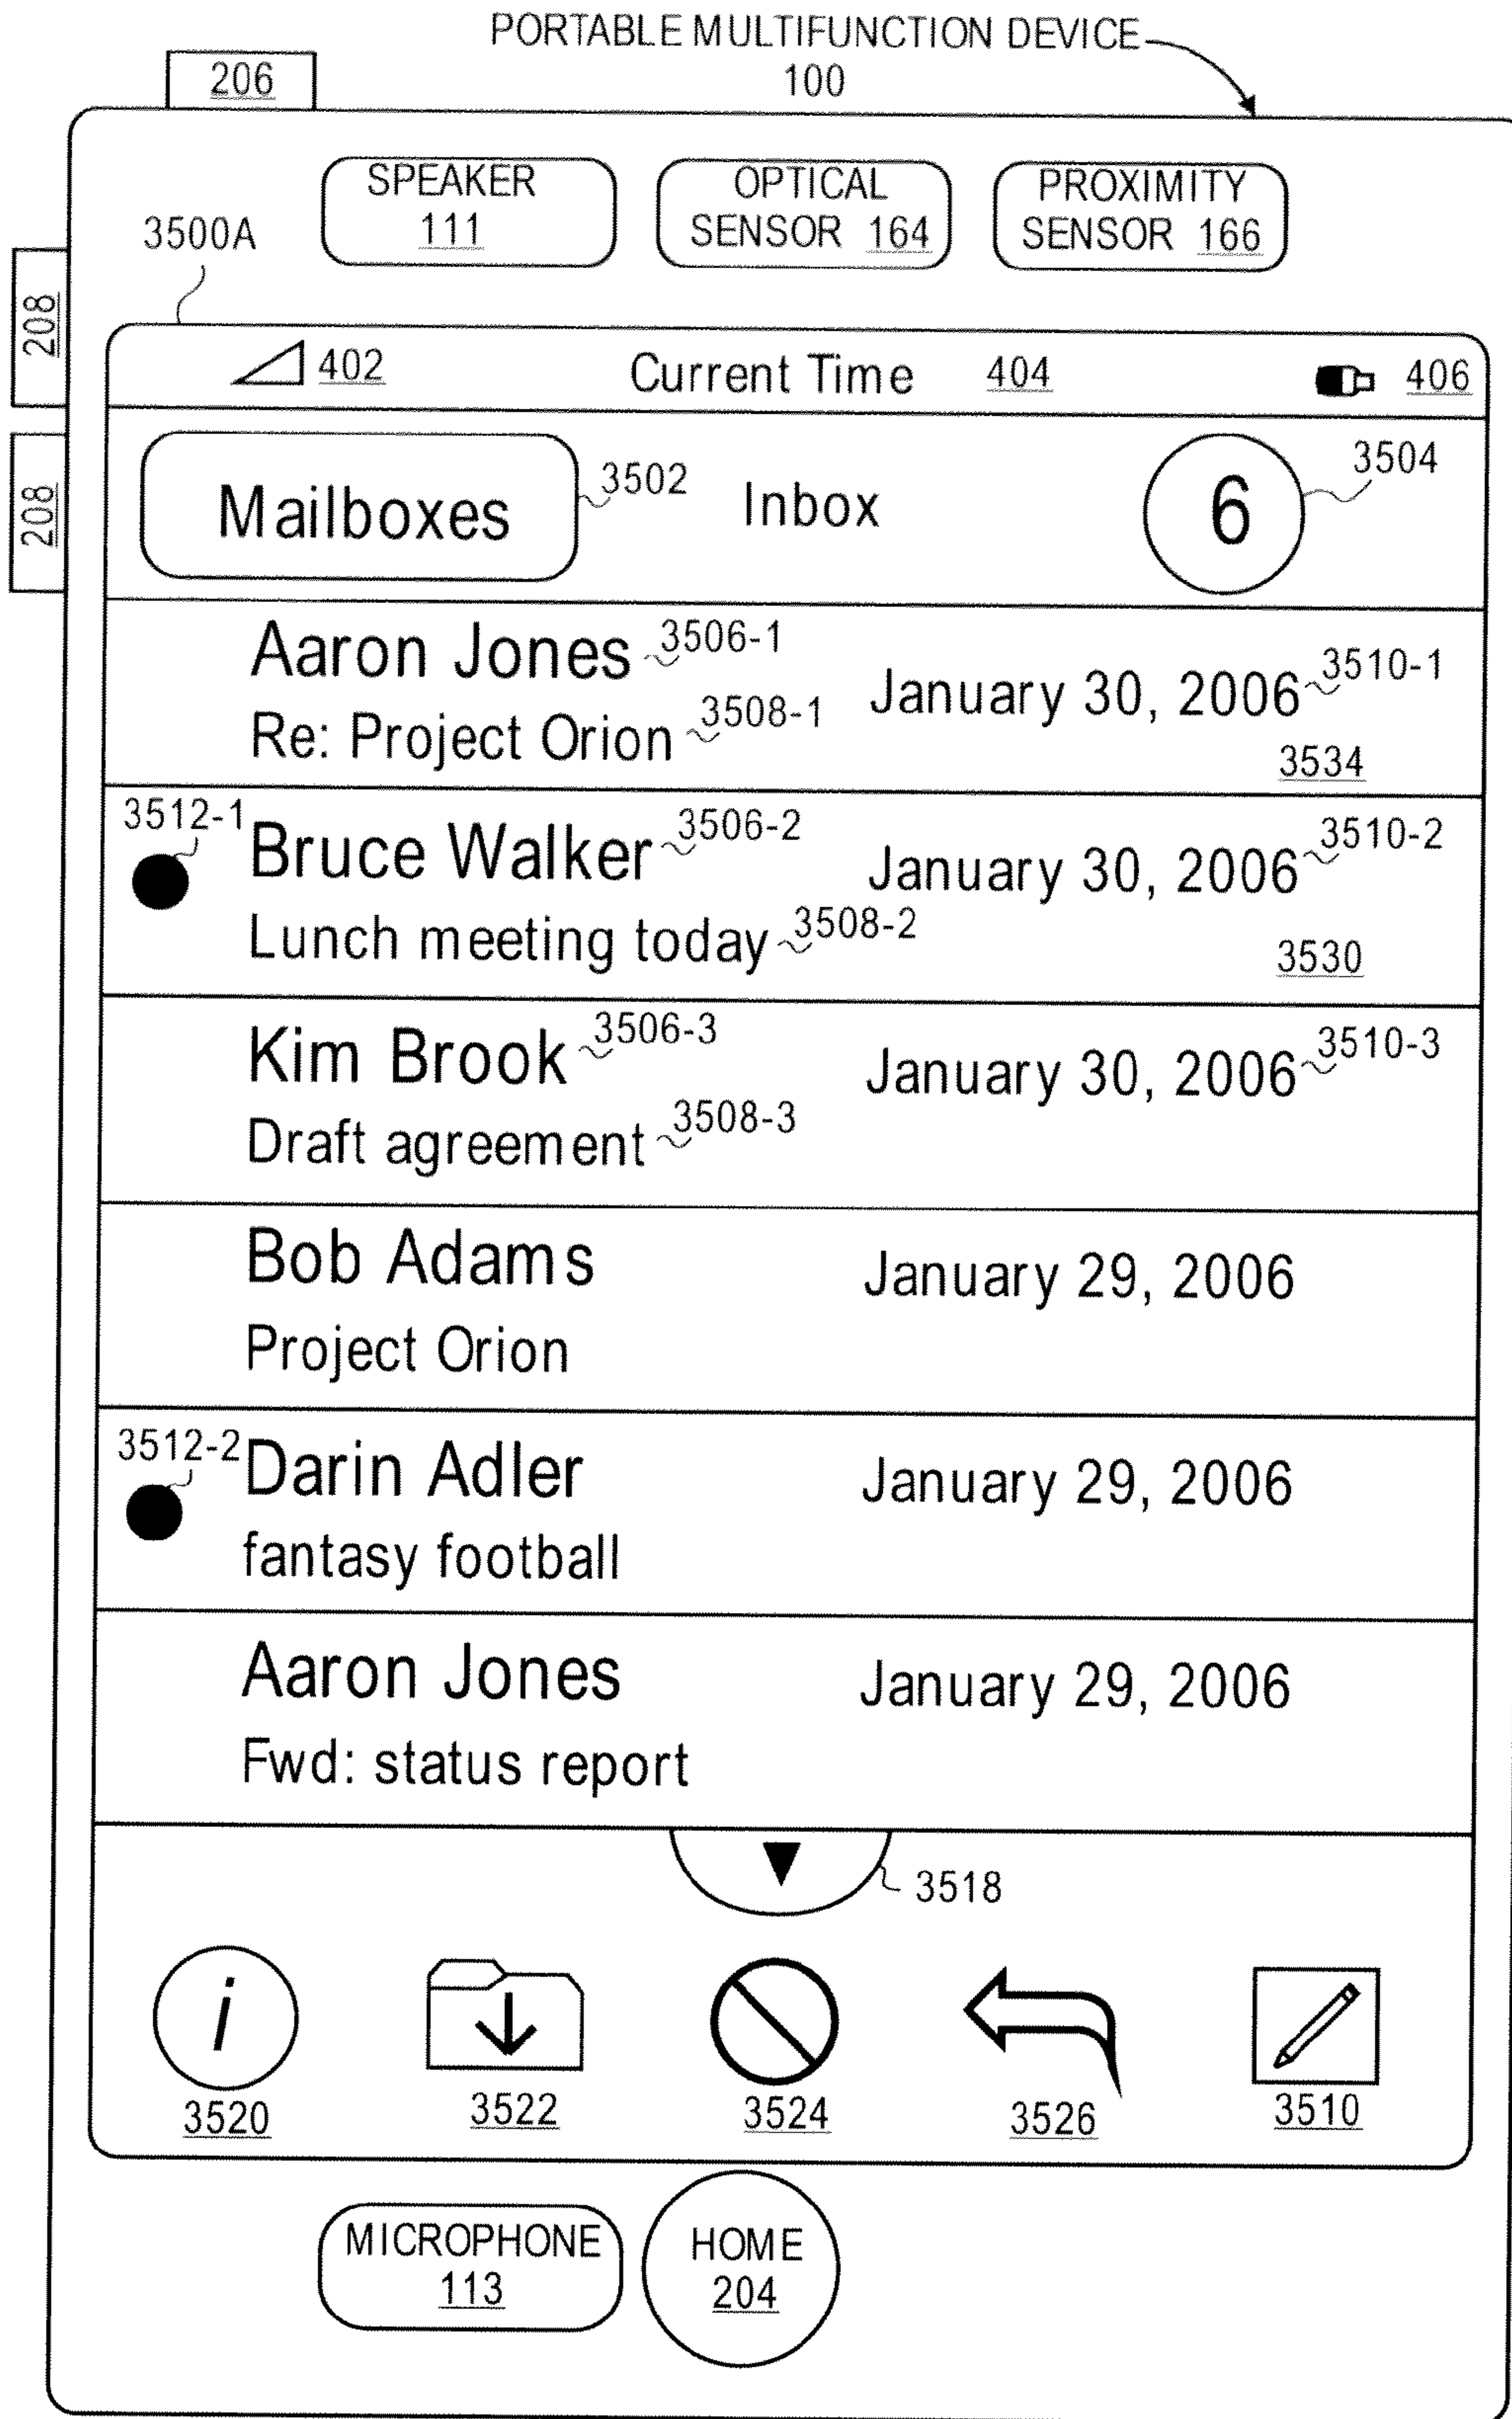 PORTABLE MULTIFUNCTION DEVICE
100
206
SPEAKER
111
OPTICAL
SENSOR 164
PROXIMITY
SENSOR 166
3500A
208
208
402 Current Time 404 406
Mailboxes 3502 Inbox 6 3504
Aaron Jones 3506-1
January 30, 2006 3510-1
Re: Project Orion 3508-1
3534
3512-1
Bruce Walker 3506-2
January 30, 2006 3510-2
Lunch meeting today 3508-2
3530
Kim Brook 3506-3
January 30, 2006 3510-3
Draft agreement 3508-3
Bob Adams
January 29, 2006
Project Orion
3512-2
Darin Adler
January 29, 2006
fantasy football
Aaron Jones
January 29, 2006
Fwd: status report
3518
i
3520 3522 3524 3526 3510
MICROPHONE
113
HOME
204